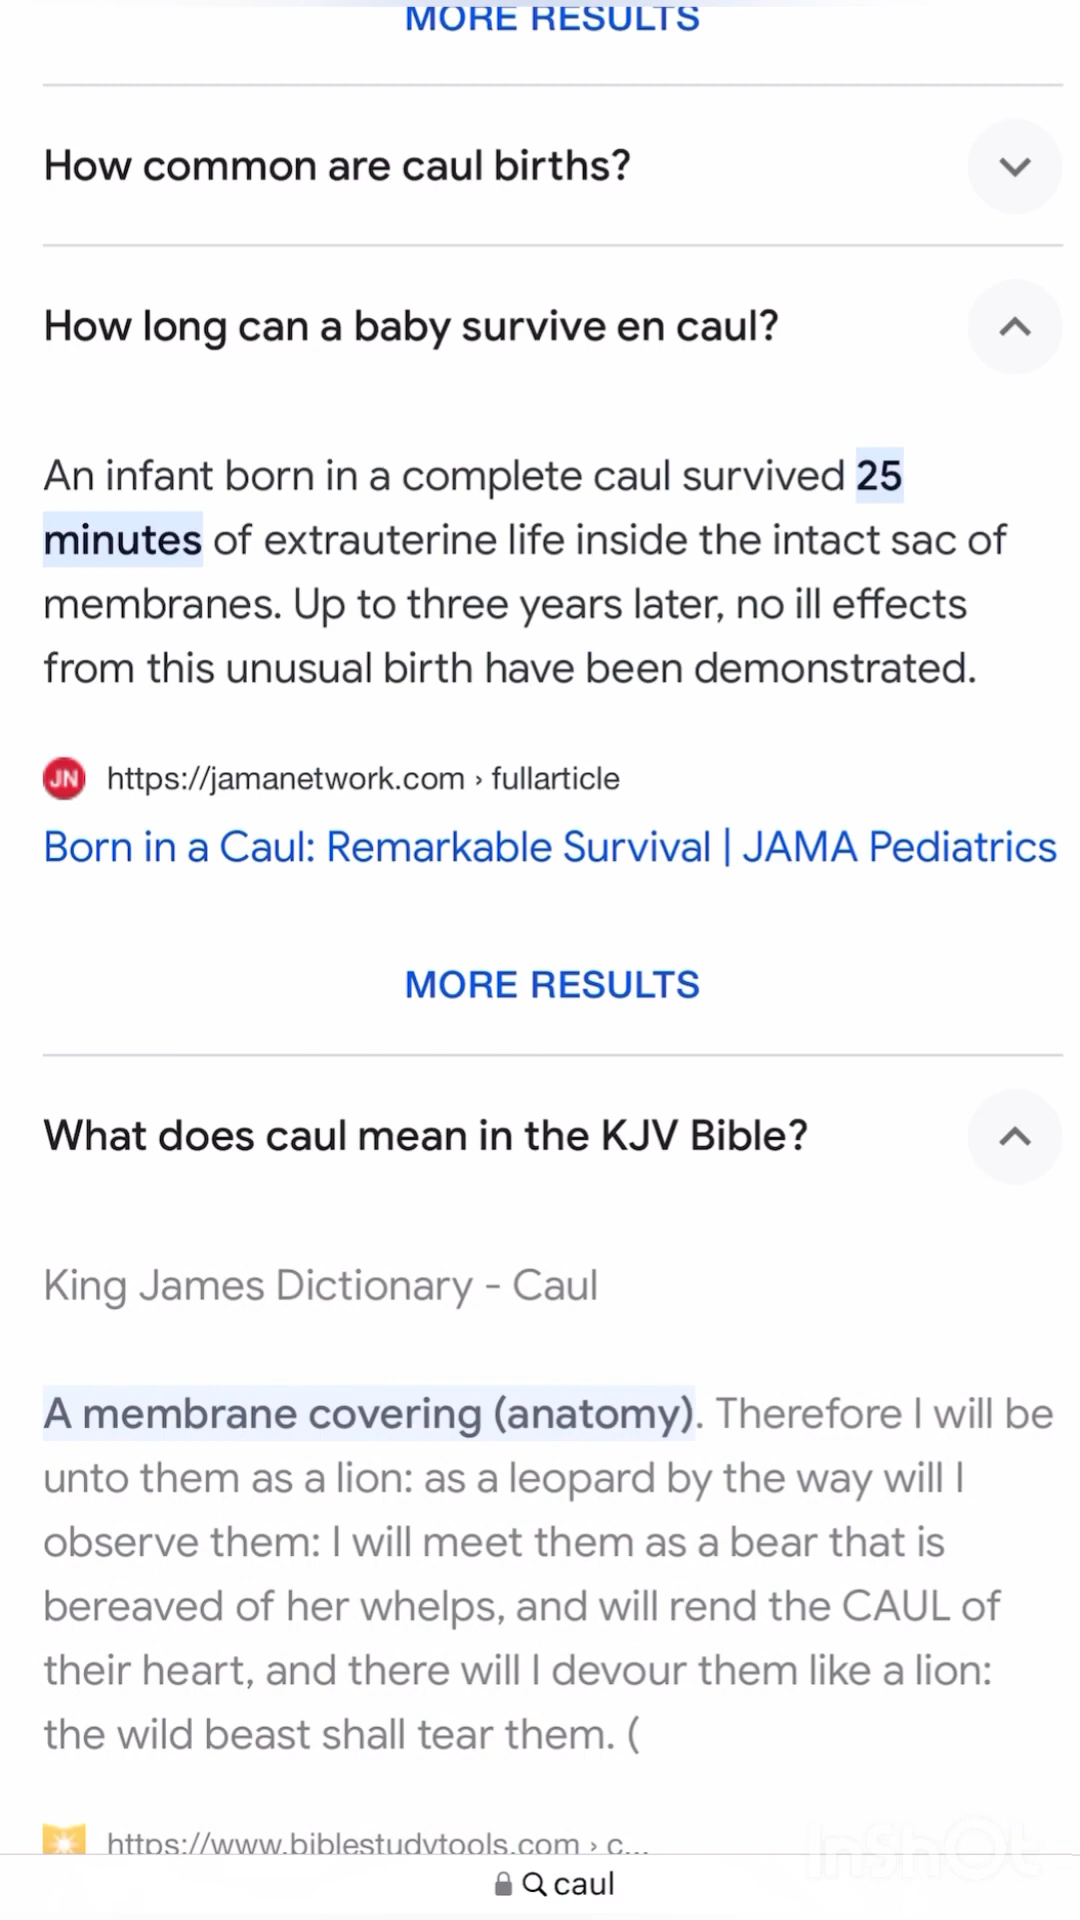 MORE RESULTS
How common are caul births?
How long can a baby survive en caul?
An infant born in a complete caul survived 25
minutes of extrauterine life inside the intact sac of
membranes. Up to three years later, no ill effects
from this unusual birth have been demonstrated.
JN https://jamanetwork.com › fullarticle
Born in a Caul: Remarkable Survival | JAMA Pediatrics
MORE RESULTS
What does caul mean in the KJV Bible?
King James Dictionary - Caul
A membrane covering (anatomy). Therefore I will be
unto them as a lion: as a leopard by the way will I
observe them: I will meet them as a bear that is
bereaved of her whelps, and will rend the CAUL of
their heart, and there will I devour them like a lion:
the wild beast shall tear them. (
https://www.biblestudytools.com › c...
InShOt
caul